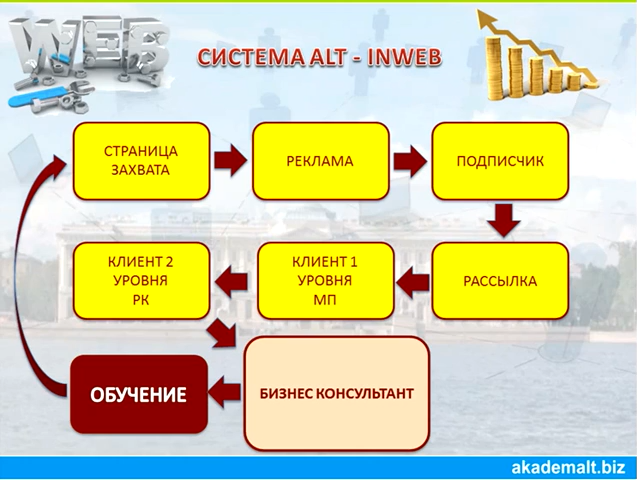 WEB
СИСТЕМА ALT - INWEB
СТРАНИЦА
ЗАХВАТА
РЕКЛАМА
ПОДПИСЧИК
КЛИЕНТ 2
УРОВНЯ
РК
КЛИЕНТ 1
УРОВНЯ
МП
РАССЫЛКА
ОБУЧЕНИЕ
БИЗНЕС КОНСУЛЬТАНТ
akademalt.biz